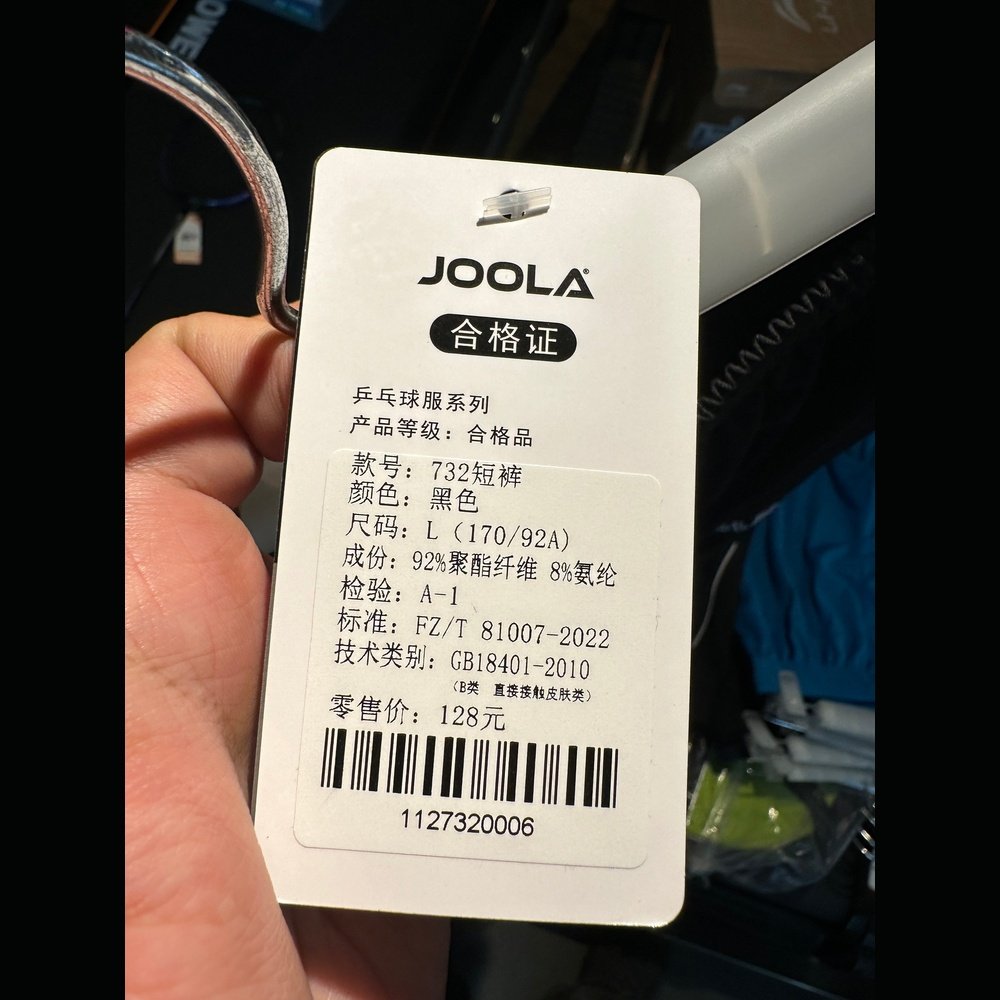 JOOLA®
合格证
乒乓球服系列
产品等级：合格品
款号：732短裤
颜色：黑色
尺码：L（170/92A）
成份：92%聚酯纤维 8%氨纶
检验：A-1
标准：FZ/T 81007-2022
技术类别：GB18401-2010
（B类 直接接触皮肤类）
零售价：128元
1127320006